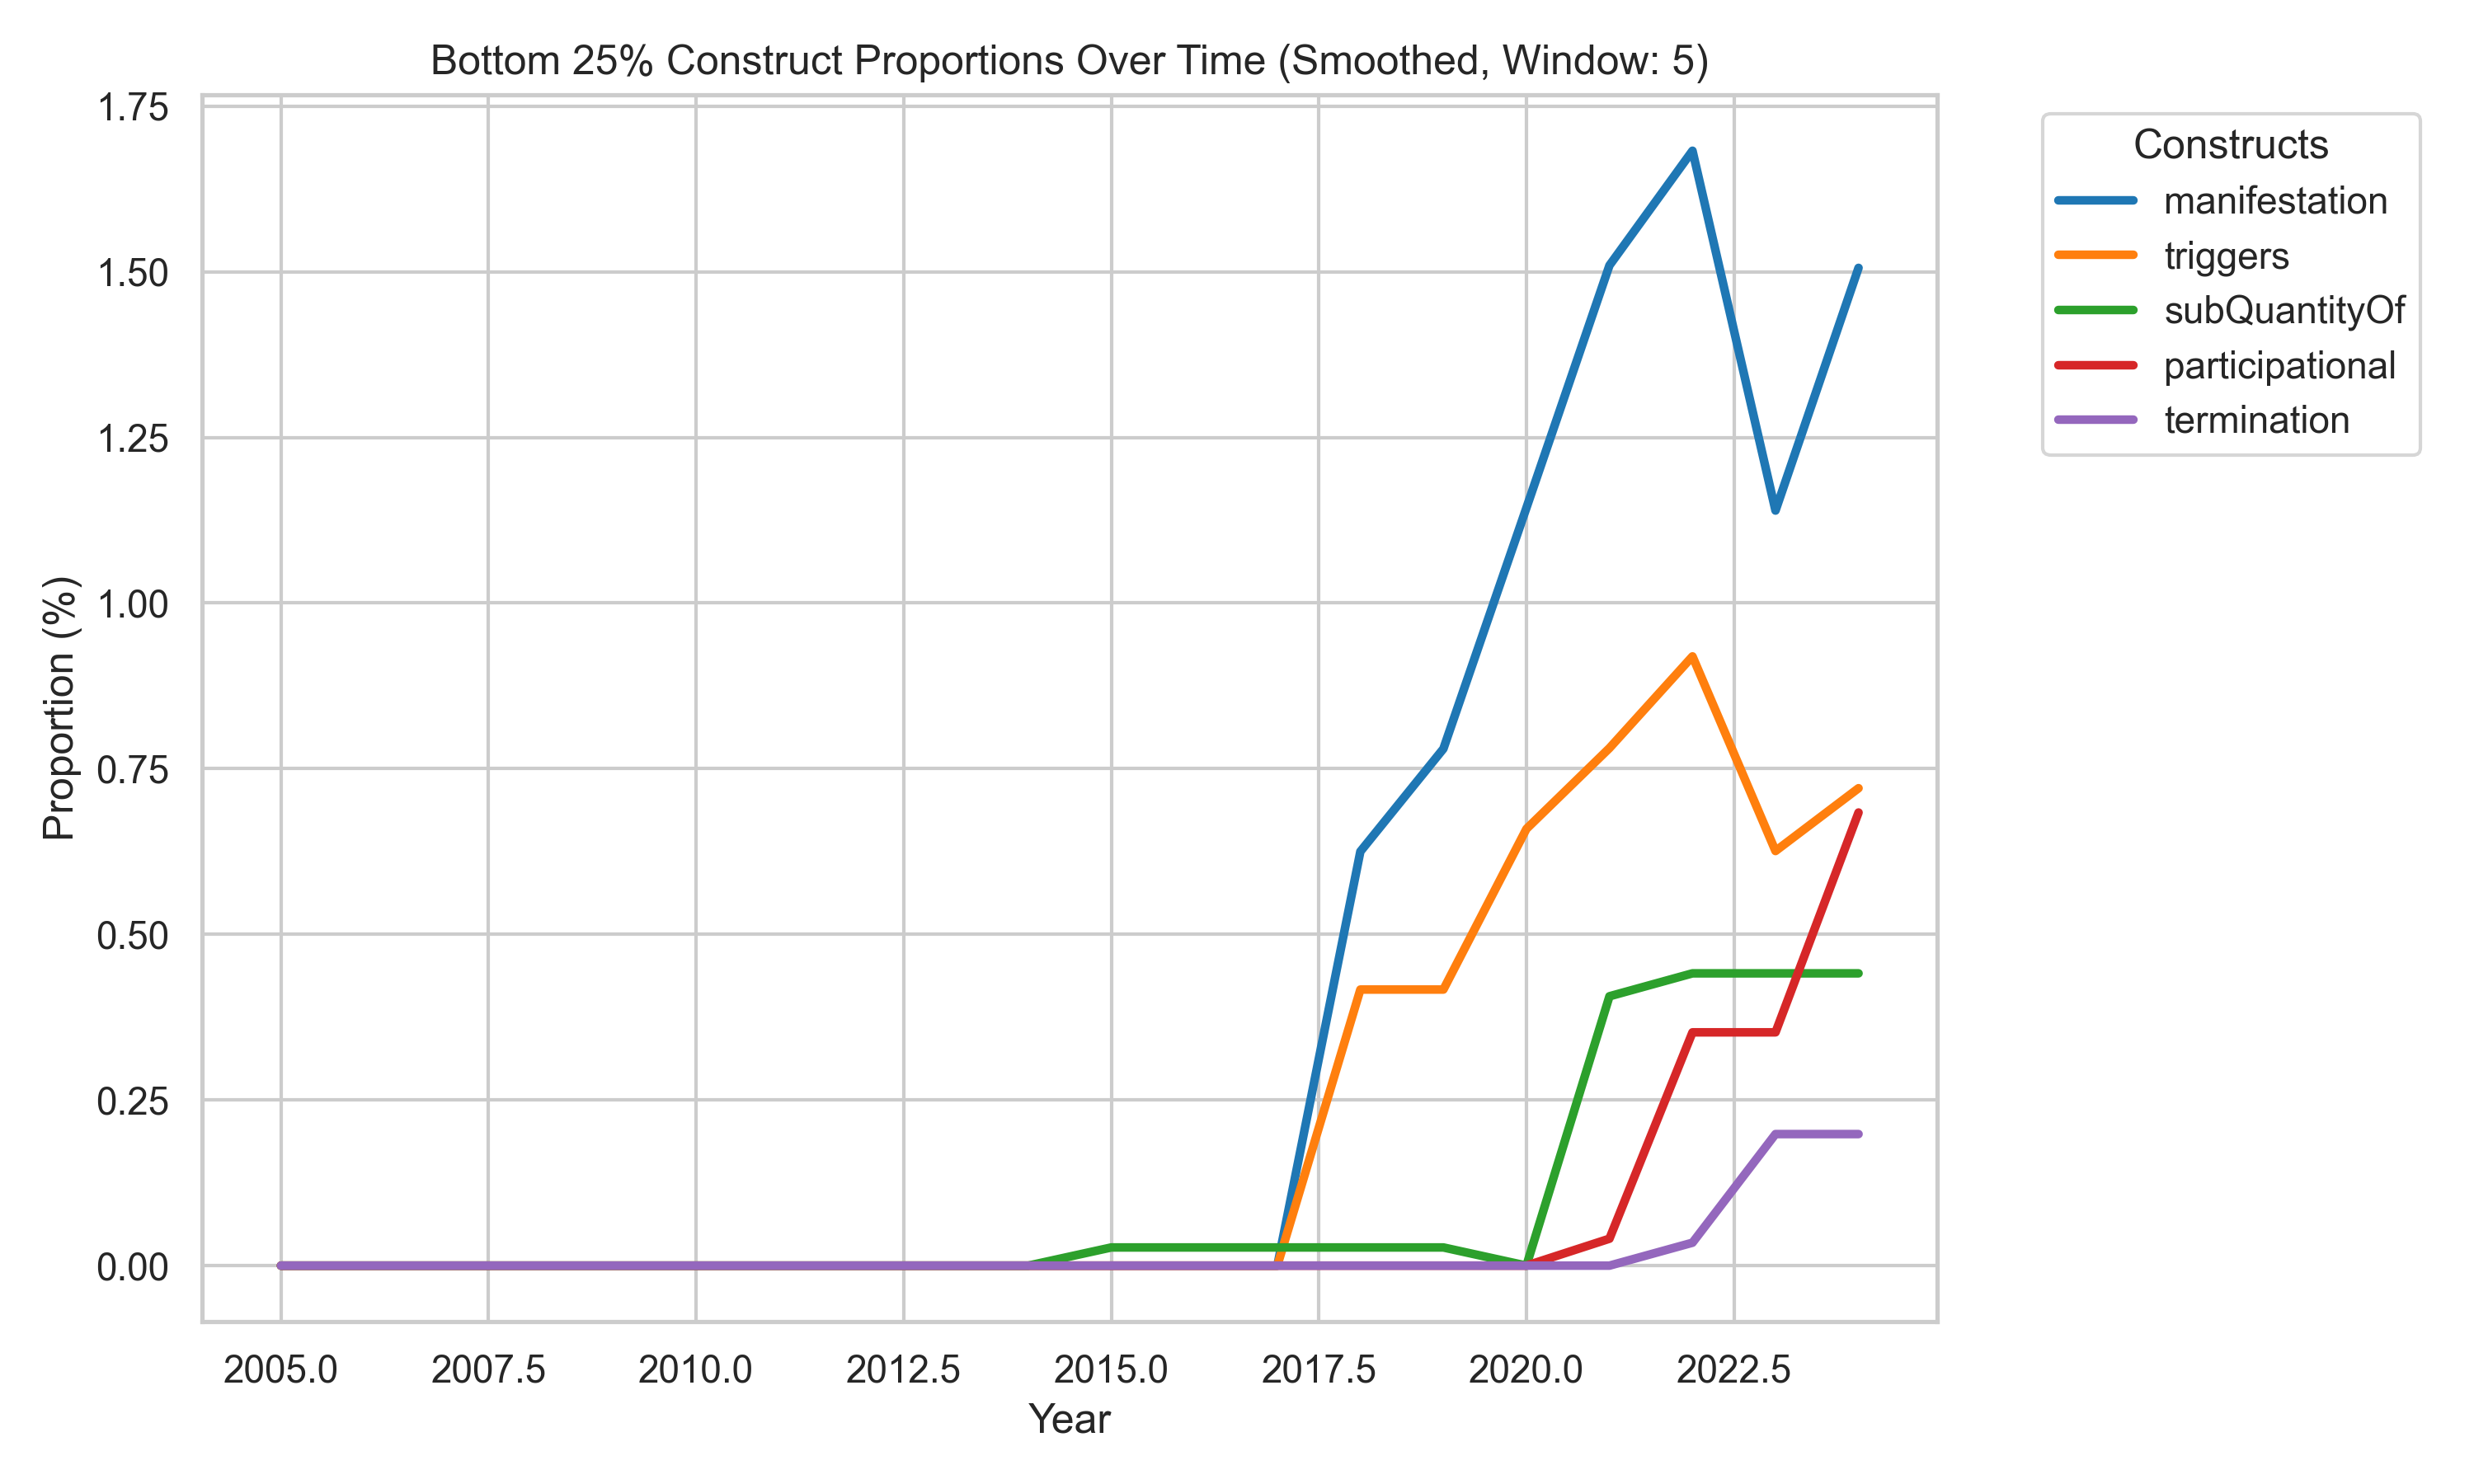 Bottom 25% Construct Proportions Over Time (Smoothed, Window: 5)
Proportion (%)
1.75
1.50
1.25
1.00
0.75
0.50
0.25
0.00
2005.0 2007.5 2010.0 2012.5 2015.0 2017.5 2020.0 2022.5
Year
Constructs
manifestation
triggers
subQuantityOf
participational
termination